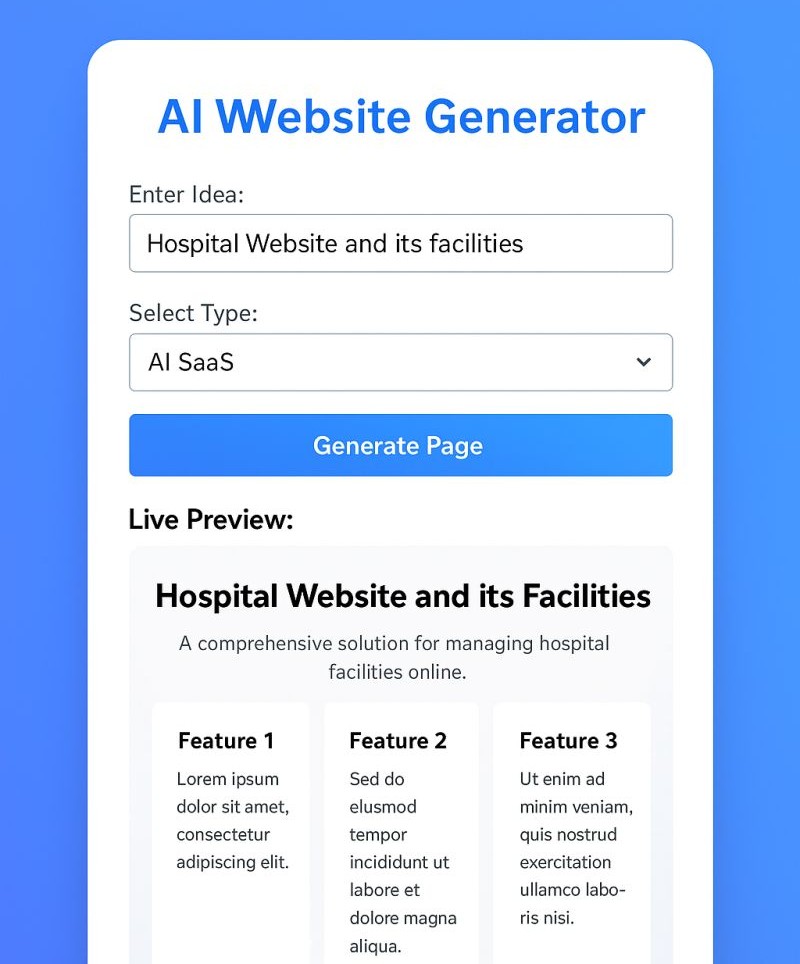 AI Website Generator
Enter Idea:
Hospital Website and its facilities
Select Type:
AI SaaS
Generate Page
Live Preview:
Hospital Website and its Facilities
A comprehensive solution for managing hospital
facilities online.
Feature 1
Lorem ipsum
dolor sit amet,
consectetur
adipiscing elit.
Feature 2
Sed do
elusmod
tempor
incididunt ut
labore et
dolore magna
aliqua.
Feature 3
Ut enim ad
minim veniam,
quis nostrud
exercitation
ullamco labo-
ris nisi.